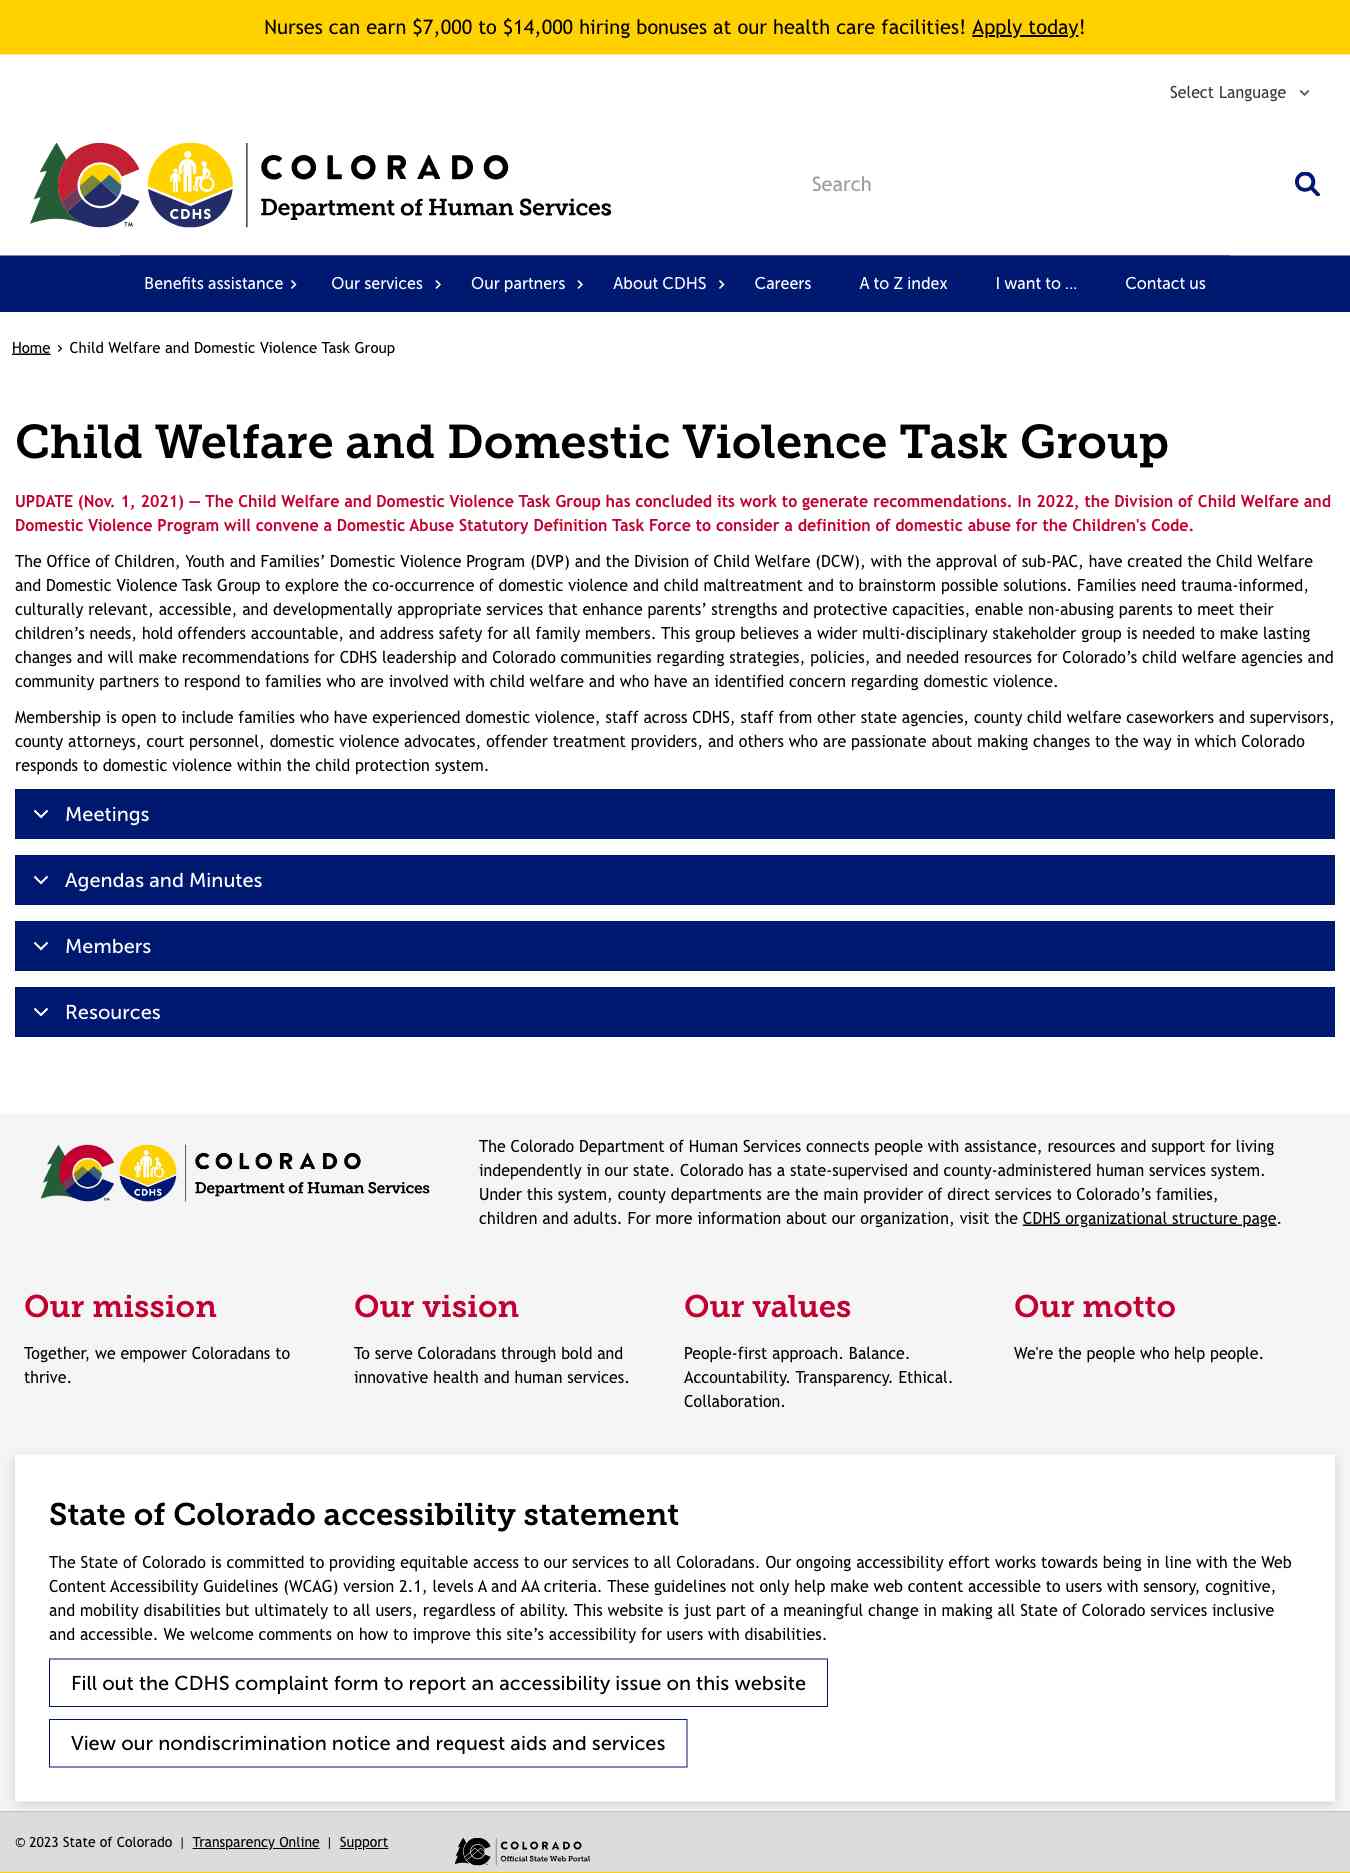 Nurses can earn $7,000 to $14,000 hiring bonuses at our health care facilities! Apply today!
Select Language
CDHS
TM
COLORADO
Department of Human Services
Search
Benefits assistance
Our services
Our partners
About CDHS
Careers
A to Z index
I want to ...
Contact us
Home › Child Welfare and Domestic Violence Task Group
Child Welfare and Domestic Violence Task Group
UPDATE (Nov. 1, 2021) — The Child Welfare and Domestic Violence Task Group has concluded its work to generate recommendations. In 2022, the Division of Child Welfare and
Domestic Violence Program will convene a Domestic Abuse Statutory Definition Task Force to consider a definition of domestic abuse for the Children's Code.
The Office of Children, Youth and Families’ Domestic Violence Program (DVP) and the Division of Child Welfare (DCW), with the approval of sub-PAC, have created the Child Welfare
and Domestic Violence Task Group to explore the co-occurrence of domestic violence and child maltreatment and to brainstorm possible solutions. Families need trauma-informed,
culturally relevant, accessible, and developmentally appropriate services that enhance parents’ strengths and protective capacities, enable non-abusing parents to meet their
children’s needs, hold offenders accountable, and address safety for all family members. This group believes a wider multi-disciplinary stakeholder group is needed to make lasting
changes and will make recommendations for CDHS leadership and Colorado communities regarding strategies, policies, and needed resources for Colorado’s child welfare agencies and
community partners to respond to families who are involved with child welfare and who have an identified concern regarding domestic violence.
Membership is open to include families who have experienced domestic violence, staff across CDHS, staff from other state agencies, county child welfare caseworkers and supervisors,
county attorneys, court personnel, domestic violence advocates, offender treatment providers, and others who are passionate about making changes to the way in which Colorado
responds to domestic violence within the child protection system.
Meetings
Agendas and Minutes
Members
Resources
CDHS
TM
COLORADO
Department of Human Services
The Colorado Department of Human Services connects people with assistance, resources and support for living
independently in our state. Colorado has a state-supervised and county-administered human services system.
Under this system, county departments are the main provider of direct services to Colorado’s families,
children and adults. For more information about our organization, visit the CDHS organizational structure page.
Our mission
Together, we empower Coloradans to
thrive.
Our vision
To serve Coloradans through bold and
innovative health and human services.
Our values
People-first approach. Balance.
Accountability. Transparency. Ethical.
Collaboration.
Our motto
We're the people who help people.
State of Colorado accessibility statement
The State of Colorado is committed to providing equitable access to our services to all Coloradans. Our ongoing accessibility effort works towards being in line with the Web
Content Accessibility Guidelines (WCAG) version 2.1, levels A and AA criteria. These guidelines not only help make web content accessible to users with sensory, cognitive,
and mobility disabilities but ultimately to all users, regardless of ability. This website is just part of a meaningful change in making all State of Colorado services inclusive
and accessible. We welcome comments on how to improve this site’s accessibility for users with disabilities.
Fill out the CDHS complaint form to report an accessibility issue on this website
View our nondiscrimination notice and request aids and services
© 2023 State of Colorado | Transparency Online | Support
COLORADO
Official State Web Portal